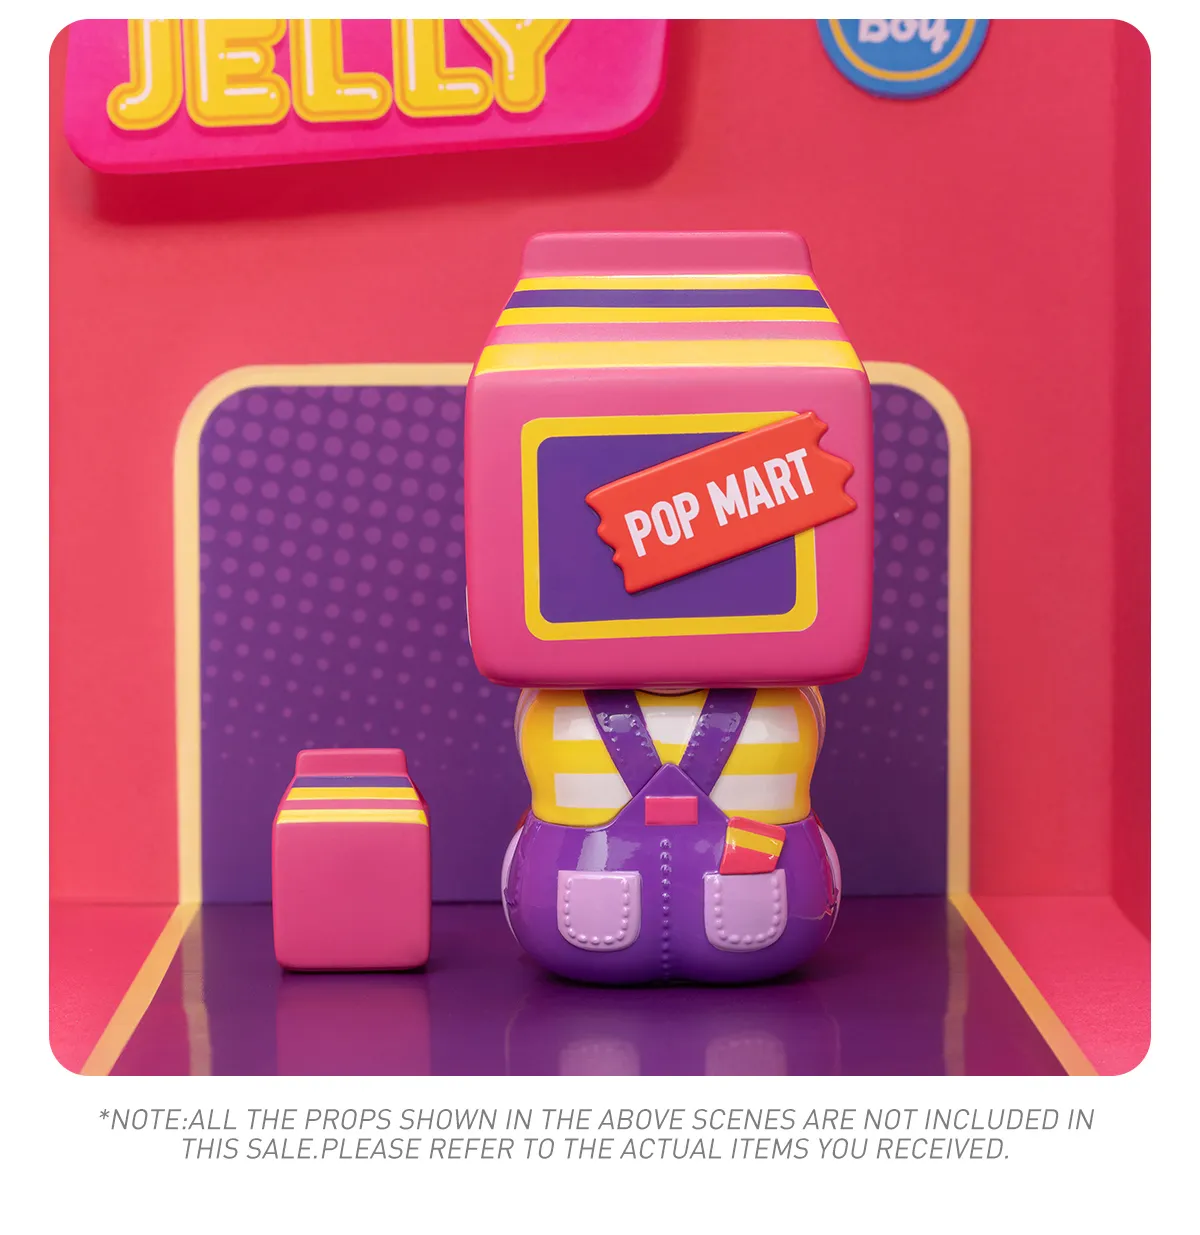 JELLY
Boy
POP MART
*NOTE:ALL THE PROPS SHOWN IN THE ABOVE SCENES ARE NOT INCLUDED IN
THIS SALE.PLEASE REFER TO THE ACTUAL ITEMS YOU RECEIVED.